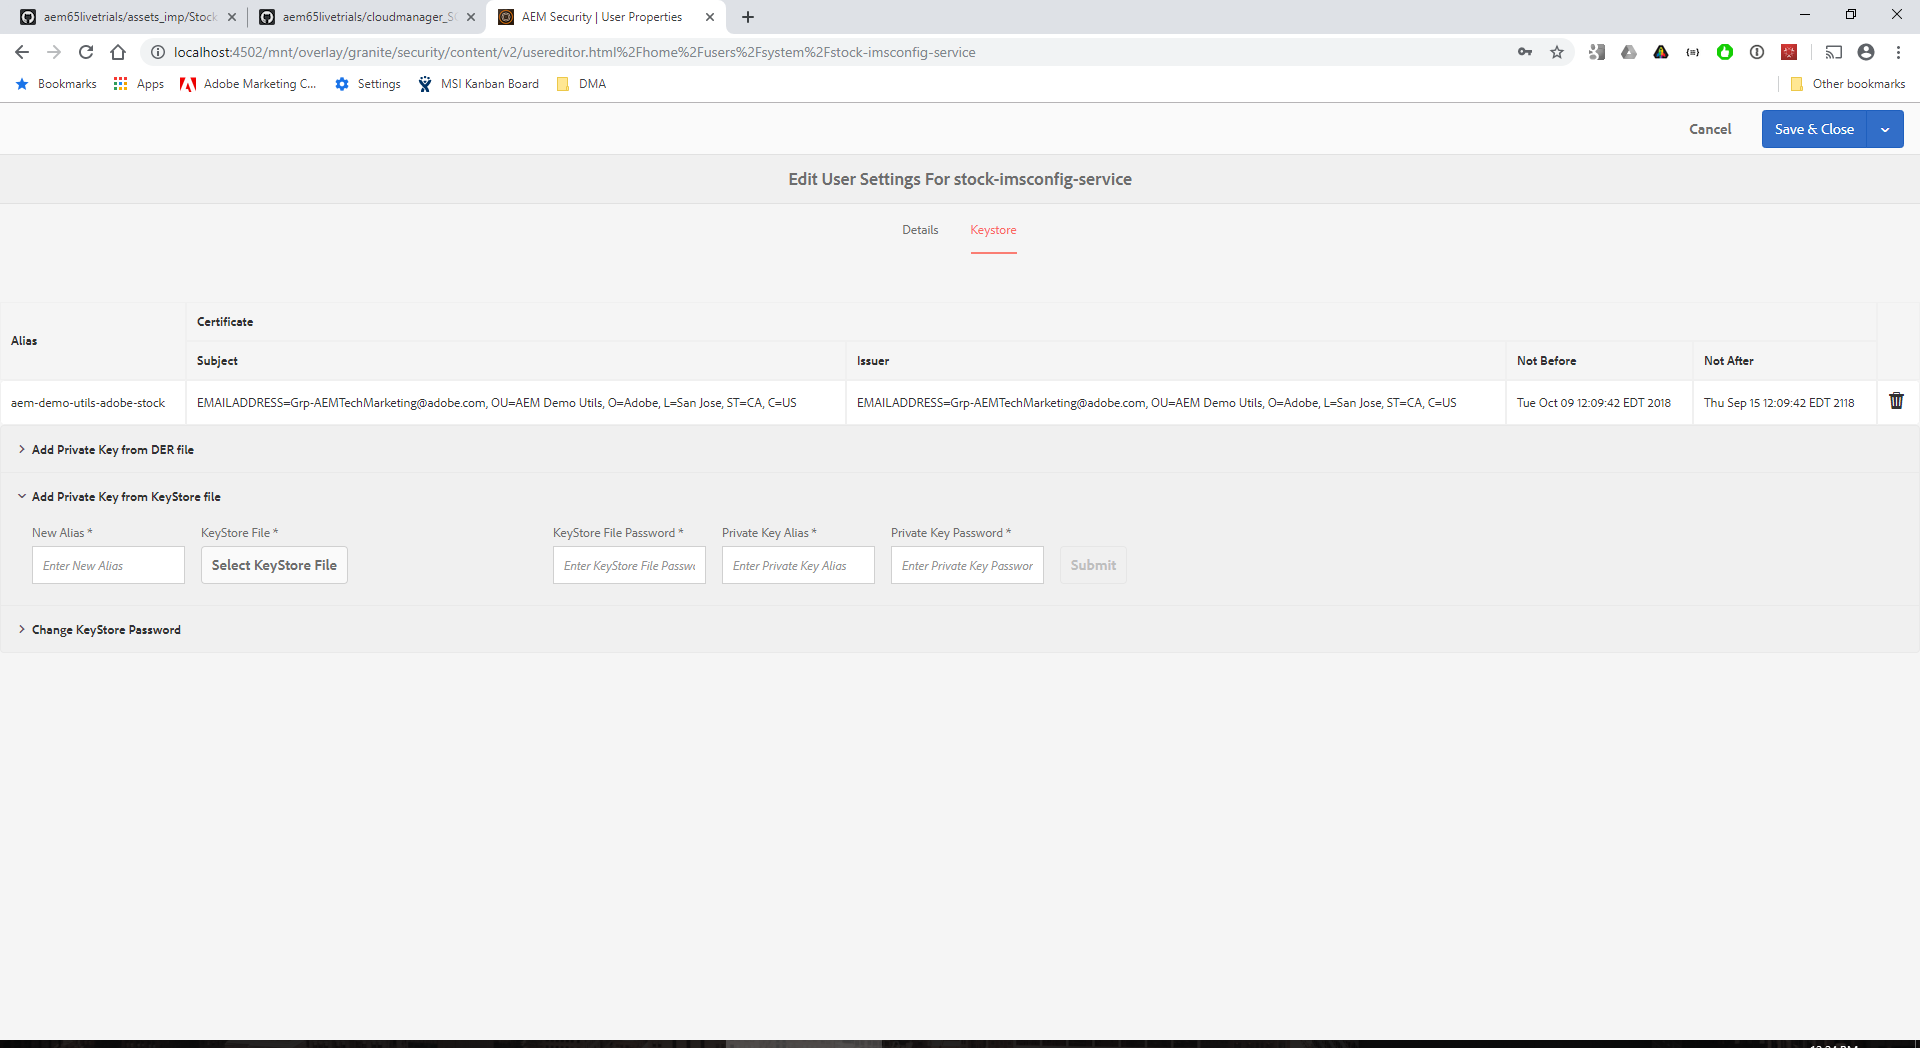 aem65livetrials/assets_imp/Stock
aem65livetrials/cloudmanager_SC
AEM Security | User Properties
localhost:4502/mnt/overlay/granite/security/content/v2/usereditor.html%2Fhome%2Fusers%2Fsystem%2Fstock-imsconfig-service
Bookmarks Apps Adobe Marketing C... Settings MSI Kanban Board DMA Other bookmarks
Cancel Save & Close
Edit User Settings For stock-imsconfig-service
Details Keystore
Alias
Certificate
Subject Issuer Not Before Not After
aem-demo-utils-adobe-stock EMAILADDRESS=Grp-AEMTechMarketing@adobe.com, OU=AEM Demo Utils, O=Adobe, L=San Jose, ST=CA, C=US EMAILADDRESS=Grp-AEMTechMarketing@adobe.com, OU=AEM Demo Utils, O=Adobe, L=San Jose, ST=CA, C=US Tue Oct 09 12:09:42 EDT 2018 Thu Sep 15 12:09:42 EDT 2118
Add Private Key from DER file
Add Private Key from KeyStore file
New Alias * KeyStore File * KeyStore File Password * Private Key Alias * Private Key Password *
Enter New Alias Select KeyStore File Enter KeyStore File Passw Enter Private Key Alias Enter Private Key Passwor Submit
Change KeyStore Password